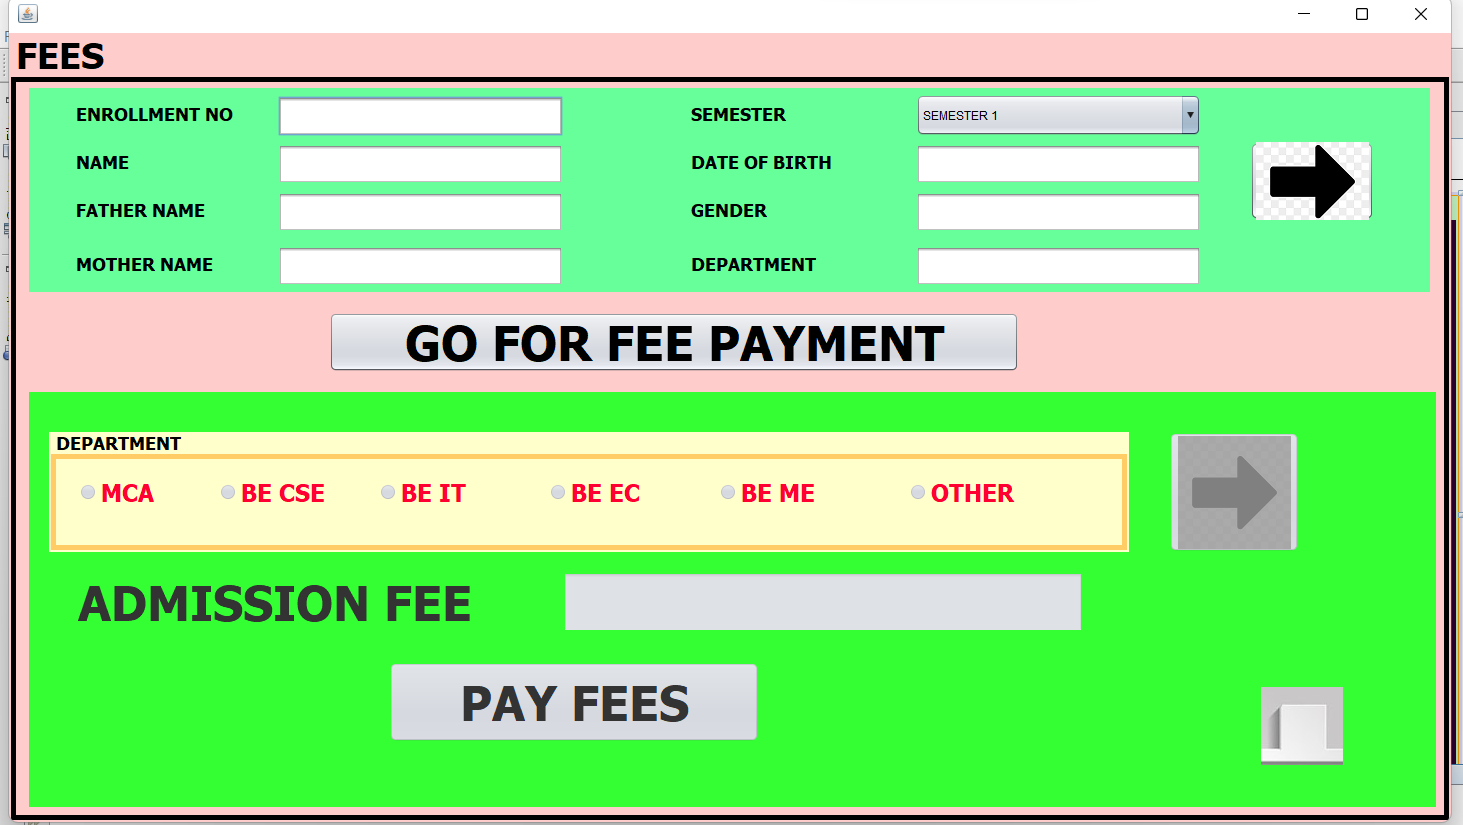 FEES
ENROLLMENT NO
SEMESTER
SEMESTER 1
NAME
DATE OF BIRTH
FATHER NAME
GENDER
MOTHER NAME
DEPARTMENT
GO FOR FEE PAYMENT
DEPARTMENT
MCA BE CSE BE IT BE EC BE ME OTHER
ADMISSION FEE
PAY FEES